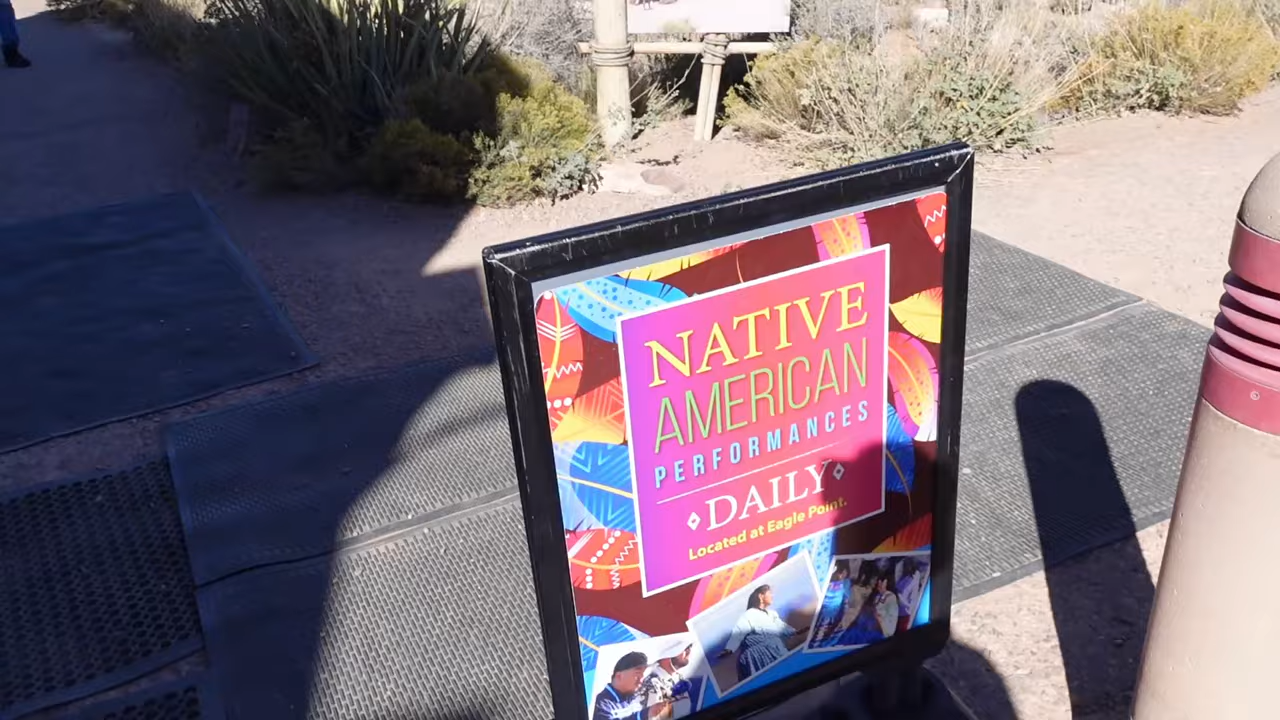 NATIVE
AMERICAN
PERFORMANCES
DAILY
Located at Eagle Point.